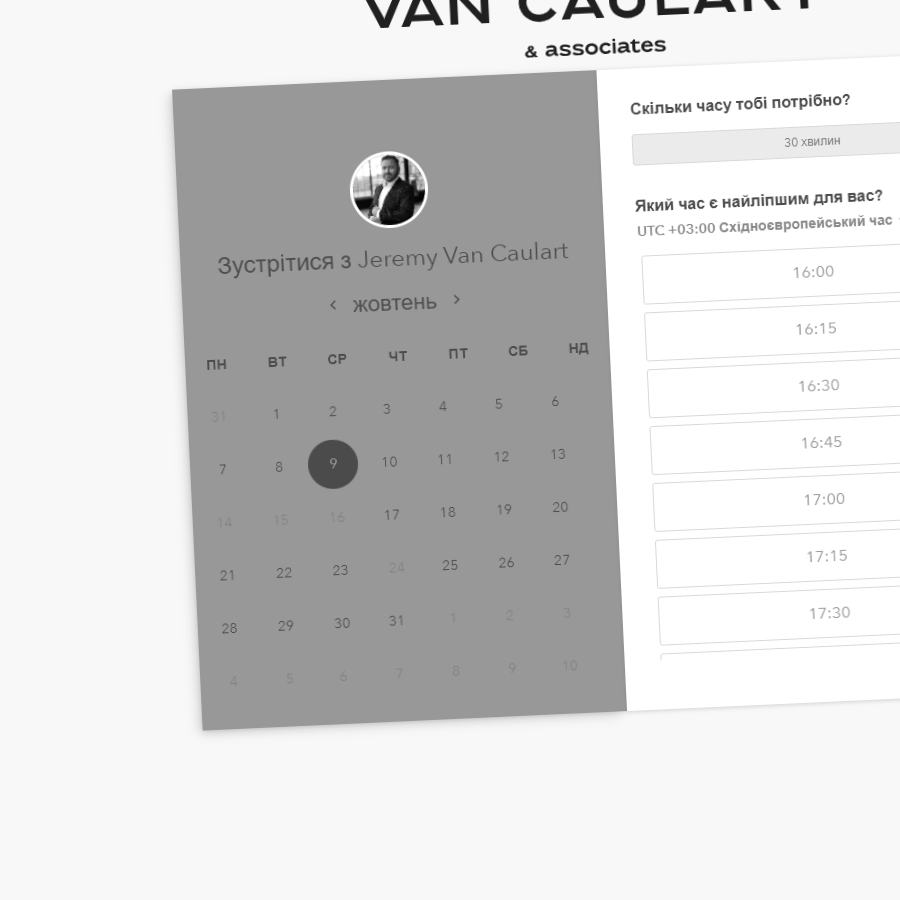 VAN CAULART
& associates
Зустрітися з Jeremy Van Caulart
жовтень
ПН ВТ СР ЧТ ПТ СБ НД
31 1 2 3 4 5 6
7 8 9 10 11 12 13
14 15 16 17 18 19 20
21 22 23 24 25 26 27
28 29 30 31 1 2 3
4 5 6 7 8 9 10
Скільки часу тобі потрібно?
30 хвилин
Який час є найліпшим для вас?
UTC +03:00 Східноєвропейський час
16:00
16:15
16:30
16:45
17:00
17:15
17:30